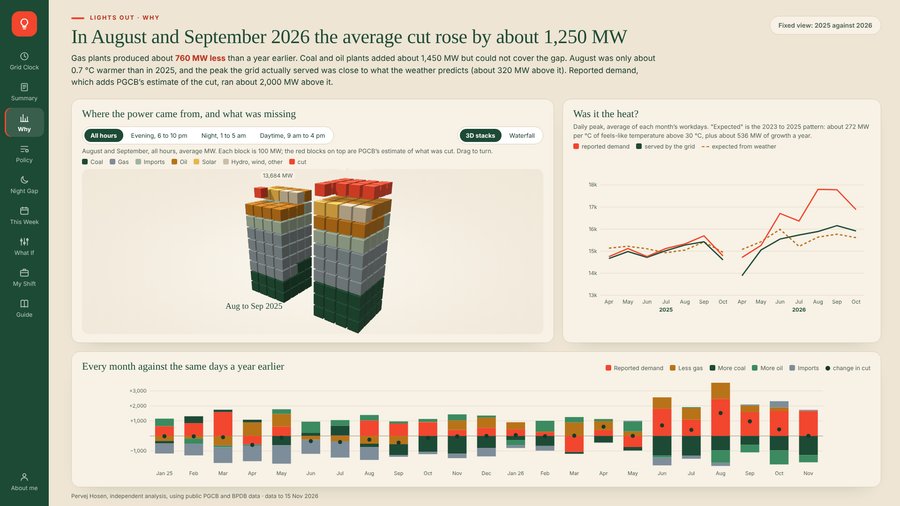 LIGHTS OUT · WHY
In August and September 2026 the average cut rose by about 1,250 MW
Fixed view: 2025 against 2026
Gas plants produced about 760 MW less than a year earlier. Coal and oil plants added about 1,450 MW but could not cover the gap. August was only about
0.7 °C warmer than in 2025, and the peak the grid actually served was close to what the weather predicts (about 320 MW above it). Reported demand,
which adds PGCB's estimate of the cut, ran about 2,000 MW above it.
Grid Clock
Summary
Why
Policy
Night Gap
This Week
What If
My Shift
Guide
About me
Where the power came from, and what was missing
All hours
Evening, 6 to 10 pm
Night, 1 to 5 am
Daytime, 9 am to 4 pm
3D stacks
Waterfall
August and September, all hours, average MW. Each block is 100 MW; the red blocks on top are PGCB's estimate of what was cut. Drag to turn.
Coal Gas Imports Oil Solar Hydro, wind, other cut
13,684 MW
Aug to Sep 2025
Was it the heat?
Daily peak, average of each month's workdays. "Expected" is the 2023 to 2025 pattern: about 272 MW
per °C of feels-like temperature above 30 °C, plus about 536 MW of growth a year.
reported demand served by the grid expected from weather
18k
17k
16k
15k
14k
13k
Apr May Jun Jul Aug Sep Oct Apr May Jun Jul Aug Sep Oct
2025 2026
Every month against the same days a year earlier
Reported demand Less gas More coal More oil Imports change in cut
+3,000
+2,000
+1,000
−1,000
Jan 25 Feb Mar Apr May Jun Jul Aug Sep Oct Nov Dec Jan 26 Feb Mar Apr May Jun Jul Aug Sep Oct Nov
Pervej Hosen, independent analysis, using public PGCB and BPDB data · data to 15 Nov 2026